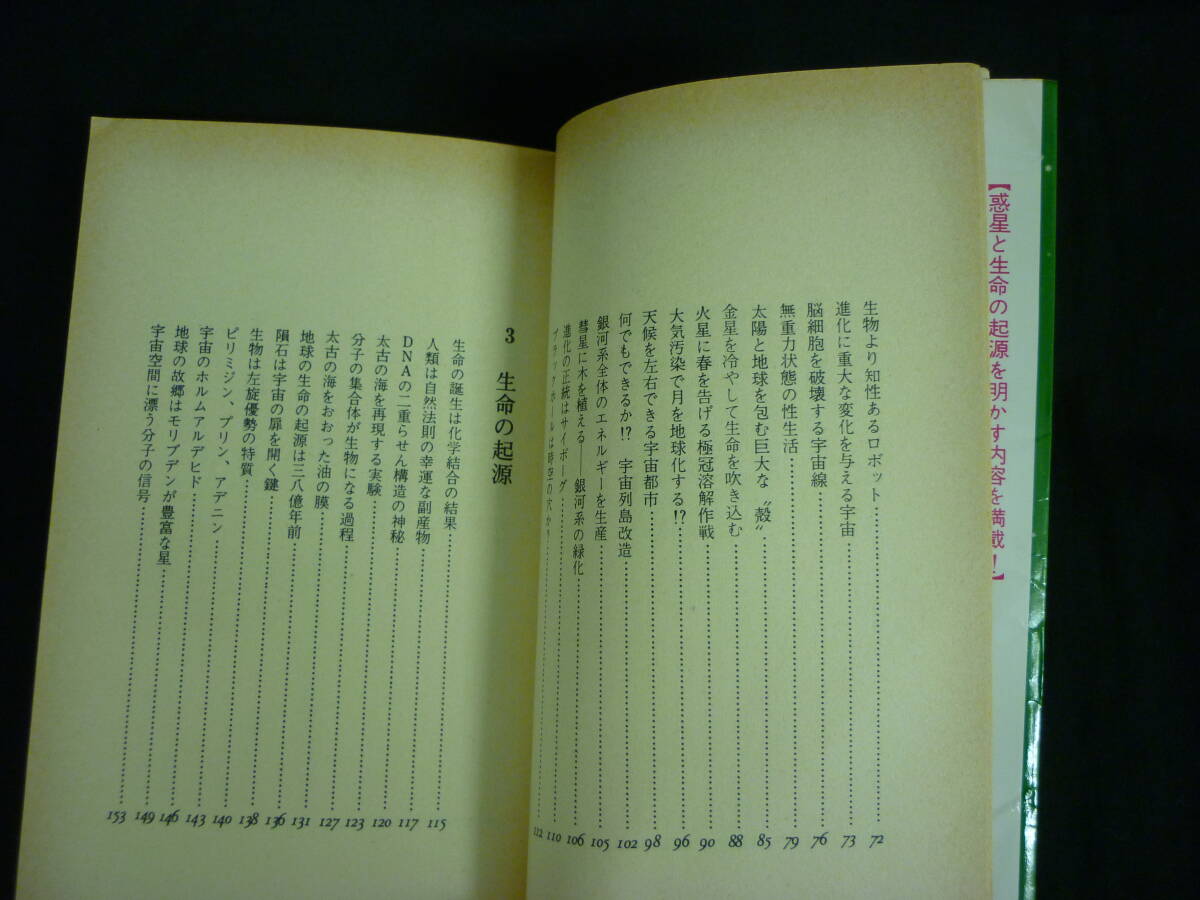 【惑星と生命の起源を明かす内容を満載！】
生物より知性あるロボット……72
進化に重大な変化を与える宇宙……73
脳細胞を破壊する宇宙線……76
無重力状態の性生活……79
太陽と地球を包む巨大な〝殻〟……85
金星を冷やして生命を吹き込む……88
火星に春を告げる極冠溶解作戦……90
大気汚染で月を地球化する!?……96
天候を左右できる宇宙都市……98
何でもできるか!?　宇宙列島改造……102
銀河系全体のエネルギーを生産……105
彗星に木を植える——銀河系の緑化……106
進化の正統はサイボーグ……110
ブラックホールは時空の穴か……112
3　生命の起源
生命の誕生は化学結合の結果……115
人類は自然法則の幸運な副産物……117
DNAの二重らせん構造の神秘……120
太古の海を再現する実験……123
分子の集合体が生物になる過程……127
太古の海をおおった油の膜……131
地球の生命の起源は三八億年前……136
隕石は宇宙の扉を開く鍵……138
生物は左旋優勢の特質……140
ピリミジン、プリン、アデニン……143
宇宙のホルムアルデヒド……146
地球の故郷はモリブデンが豊富な星……149
宇宙空間に漂う分子の信号……153